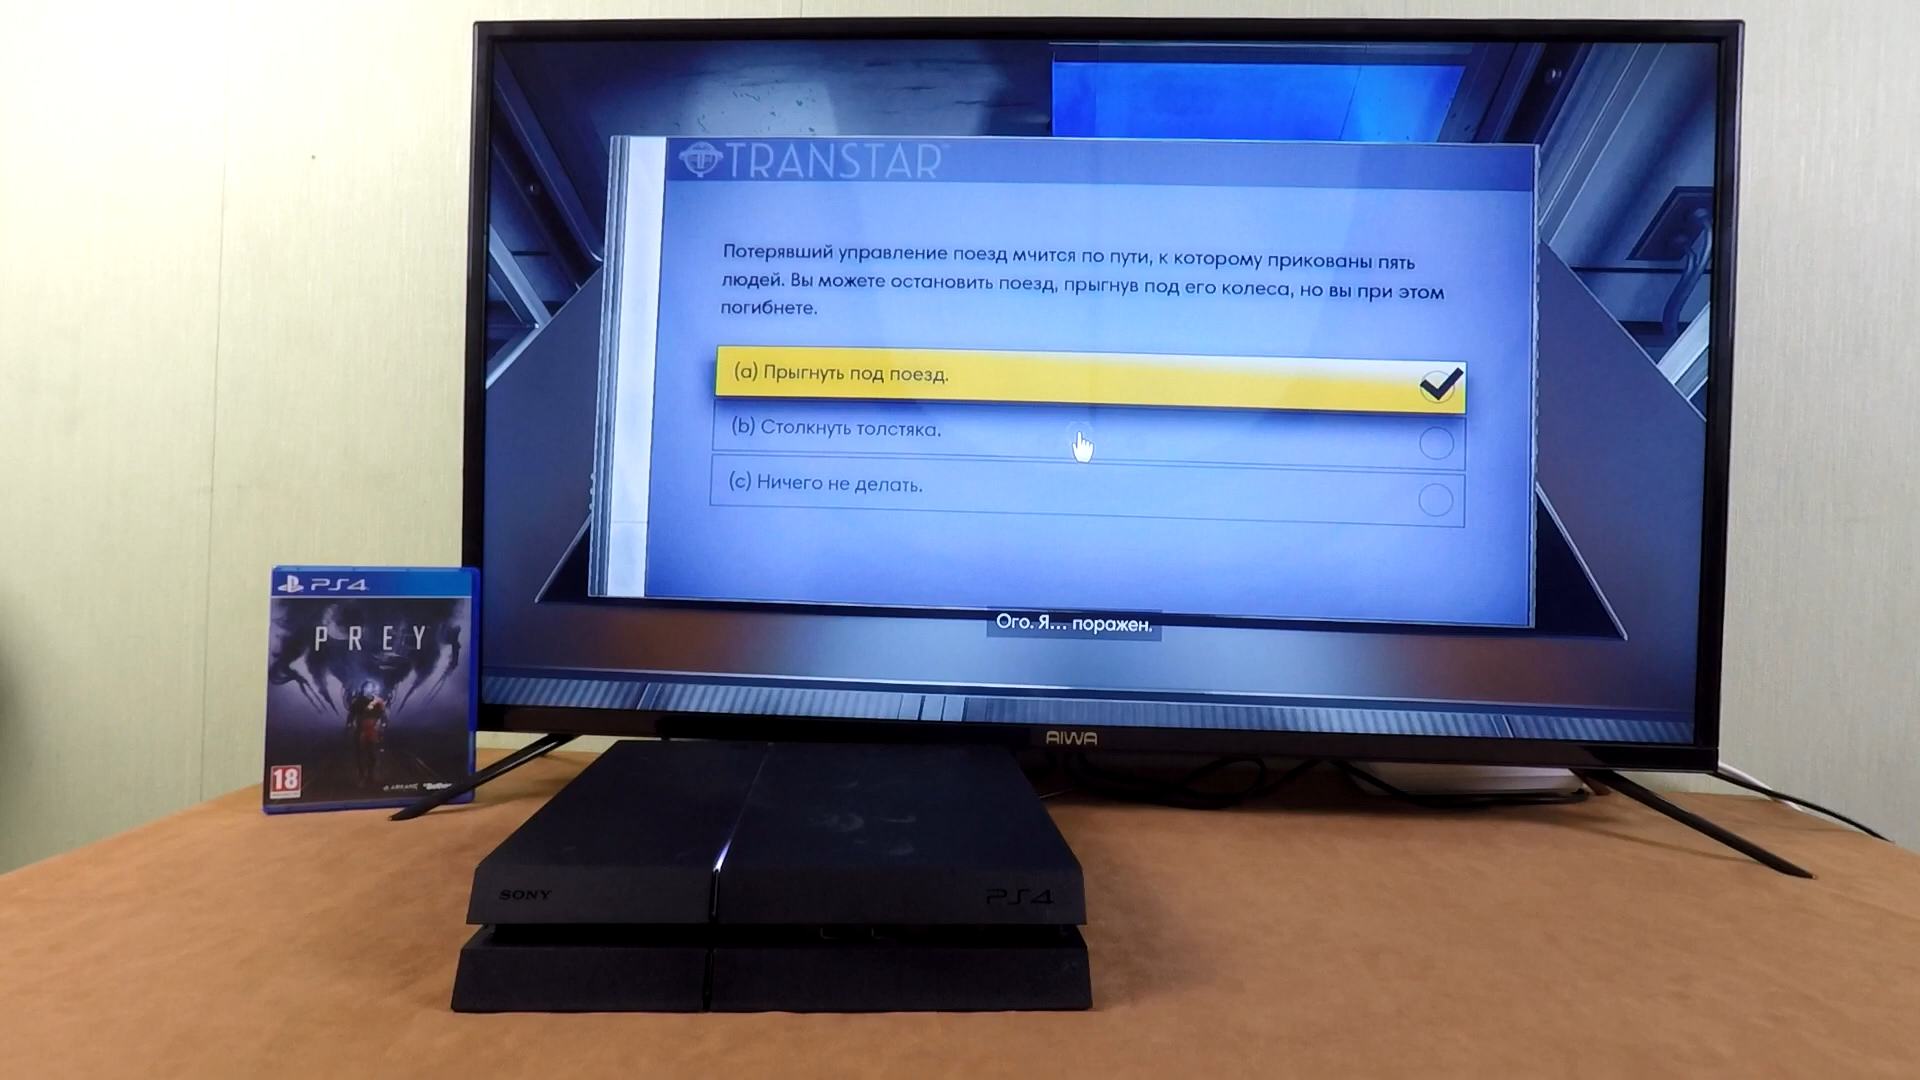 TRANSTAR
Потерявший управление поезд мчится по пути, к которому прикованы пять
людей. Вы можете остановить поезд, прыгнув под его колеса, но вы при этом
погибнете.
(a) Прыгнуть под поезд.
(b) Столкнуть толстяка.
(c) Ничего не делать.
Ого. Я... поражен.
PS4
PREY
18
ARKANE
AIWA
SONY
PS4